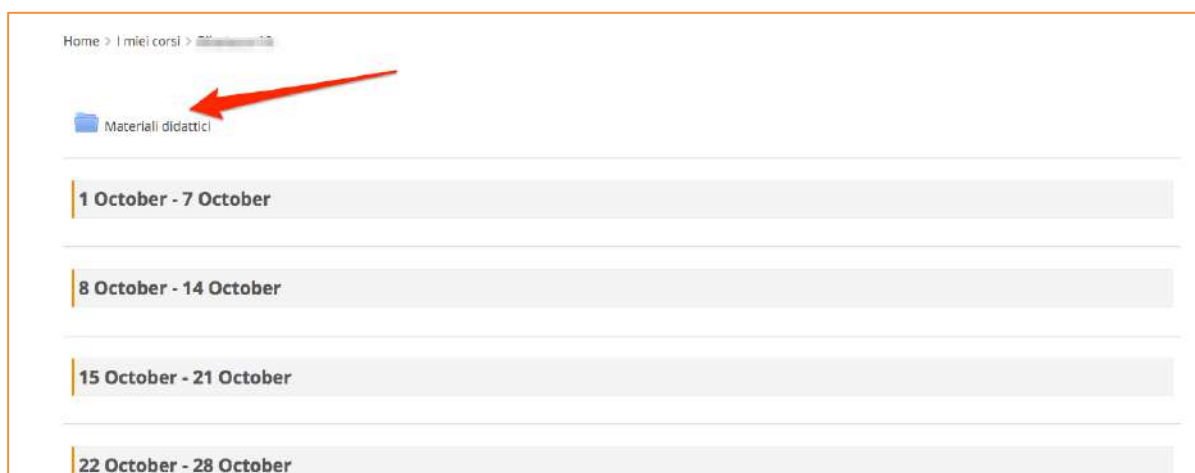 Home > I miei corsi >
Materiali didattici
1 October - 7 October
8 October - 14 October
15 October - 21 October
22 October - 28 October